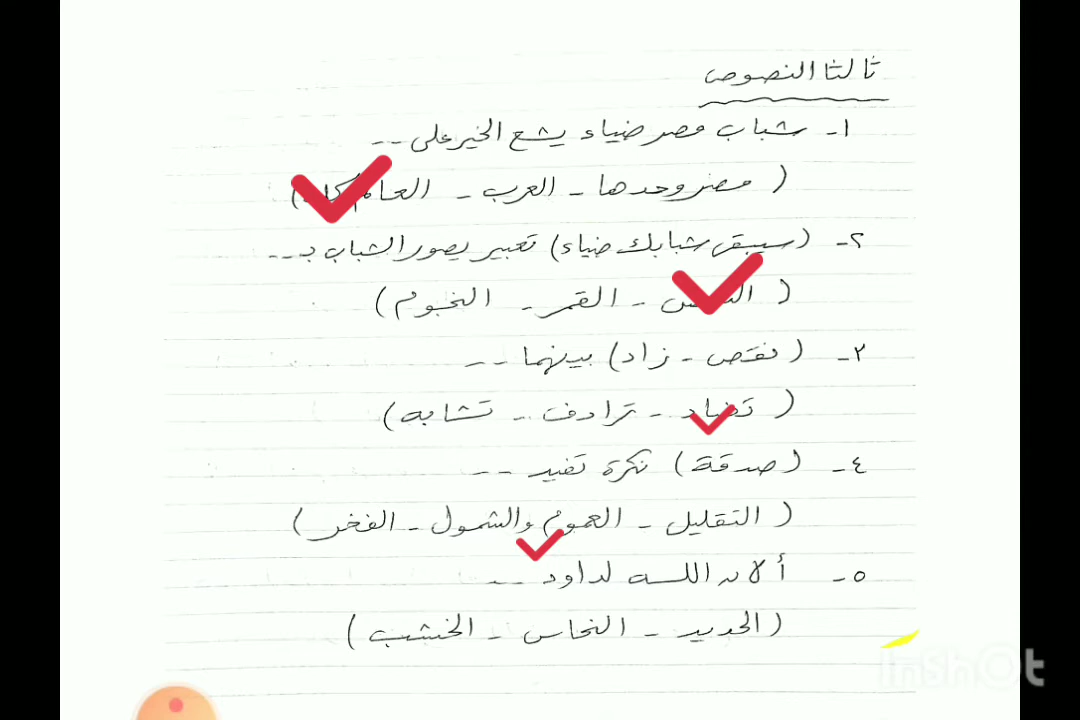 ثالثا النصوص
١- شباب مصر ضياء يشع الخير على --
( مصر وحدها - العرب - العالم كله )
٢- (سيبقى شبابك ضياء) تعبير يصور الشباب بـ ---
( الشمس - القمر - النجوم )
٣- ( نقص - زاد ) بينهما --
( تضاد - ترادف - تشابه )
٤- ( صدقة ) نكرة تفيد --
( التقليل - العموم والشمول - الفخر )
٥- ألان الله لداود --
( الحديد - النحاس - الخشب )
InShOt